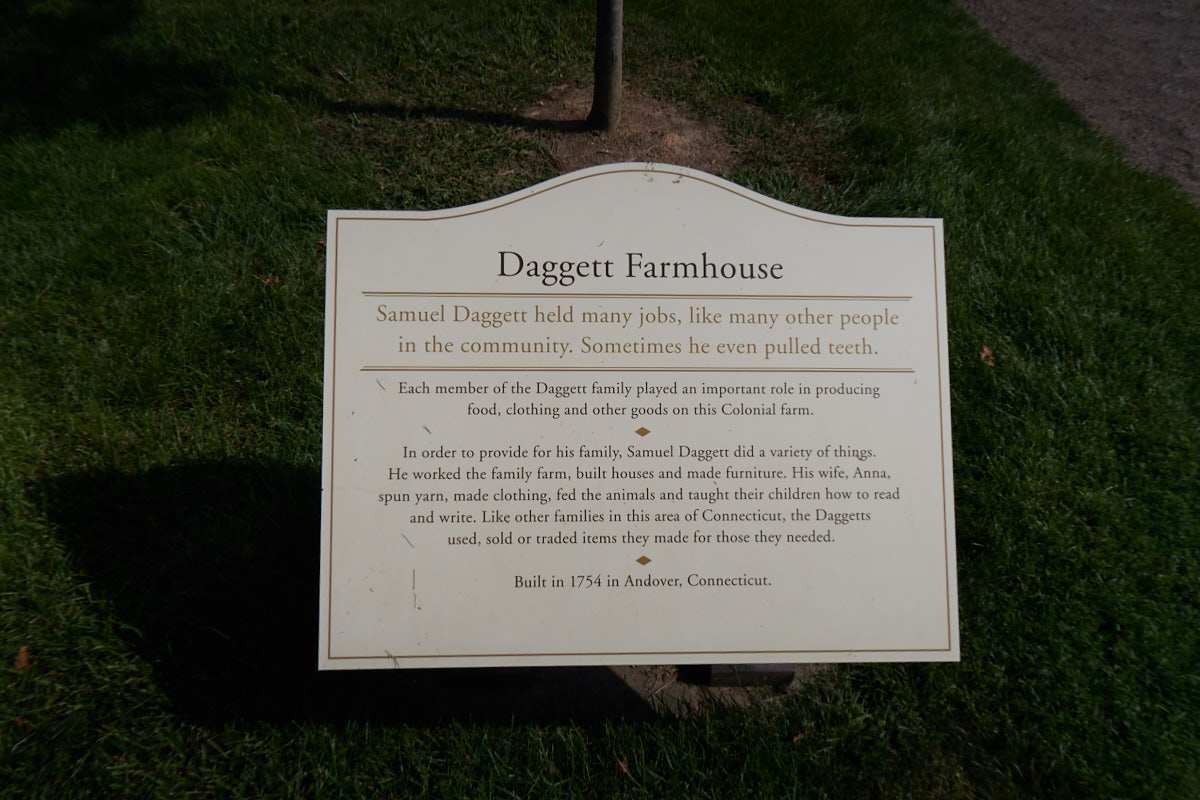 Daggett Farmhouse
Samuel Daggett held many jobs, like many other people
in the community. Sometimes he even pulled teeth.
Each member of the Daggett family played an important role in producing
food, clothing and other goods on this Colonial farm.
In order to provide for his family, Samuel Daggett did a variety of things.
He worked the family farm, built houses and made furniture. His wife, Anna,
spun yarn, made clothing, fed the animals and taught their children how to read
and write. Like other families in this area of Connecticut, the Daggetts
used, sold or traded items they made for those they needed.
Built in 1754 in Andover, Connecticut.